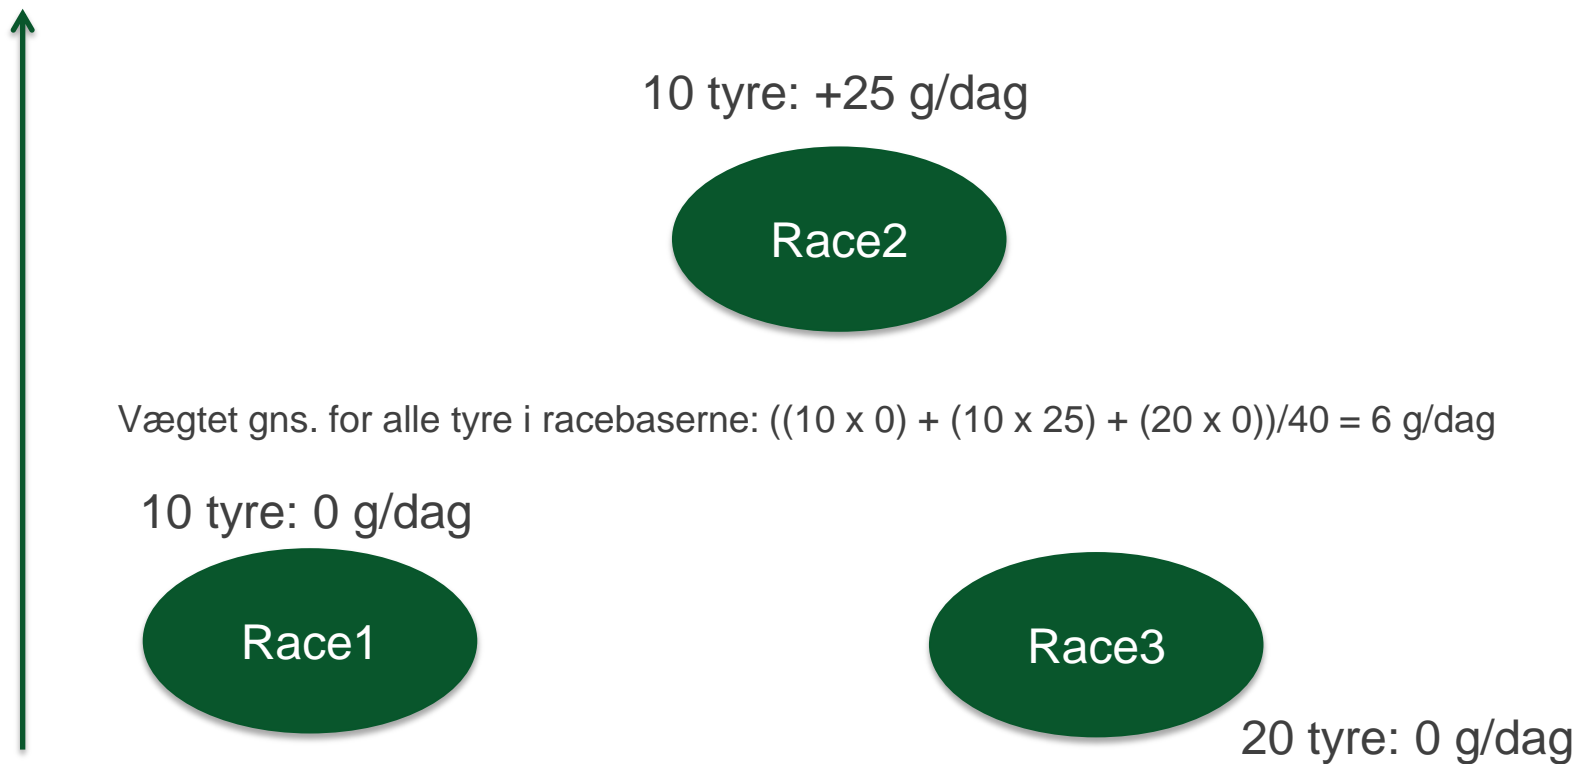 10 tyre: +25 g/dag
Race2
Vægtet gns. for alle tyre i racebaserne: ((10 x 0) + (10 x 25) + (20 x 0))/40 = 6 g/dag
10 tyre: 0 g/dag
Race1
Race3
20 tyre: 0 g/dag